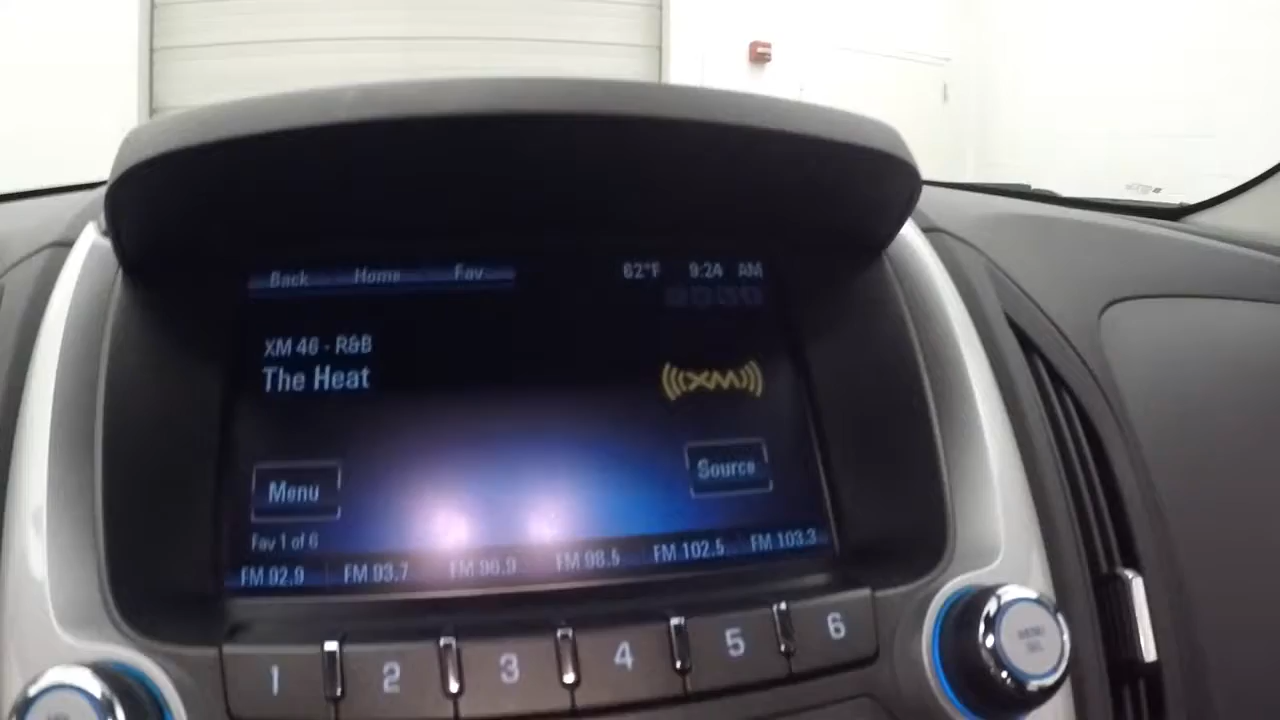 Back Home Fav 62°F 9:24 AM
XM 46 - R&B
The Heat
XM
Source
Menu
Fav 1 of 6
FM 92.9 FM 93.7 FM 96.9 FM 98.5 FM 102.5 FM 103.3
1 2 3 4 5 6
MENU
SEL